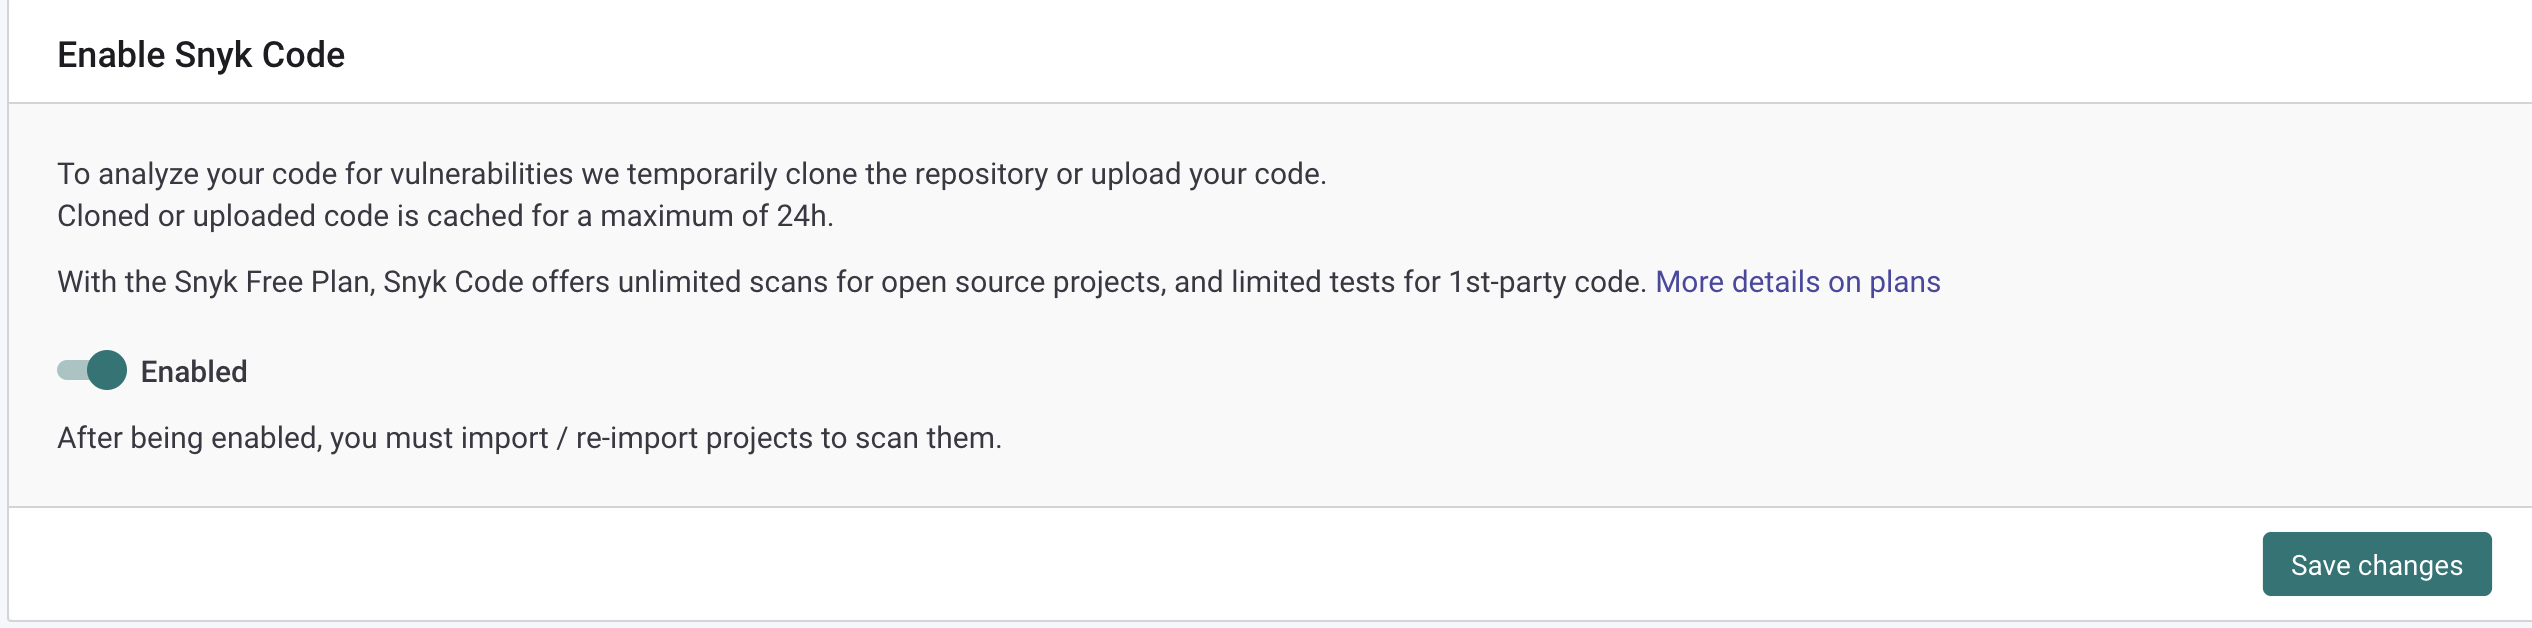 Enable Snyk Code
To analyze your code for vulnerabilities we temporarily clone the repository or upload your code.
Cloned or uploaded code is cached for a maximum of 24h.
With the Snyk Free Plan, Snyk Code offers unlimited scans for open source projects, and limited tests for 1st-party code. More details on plans
Enabled
After being enabled, you must import / re-import projects to scan them.
Save changes